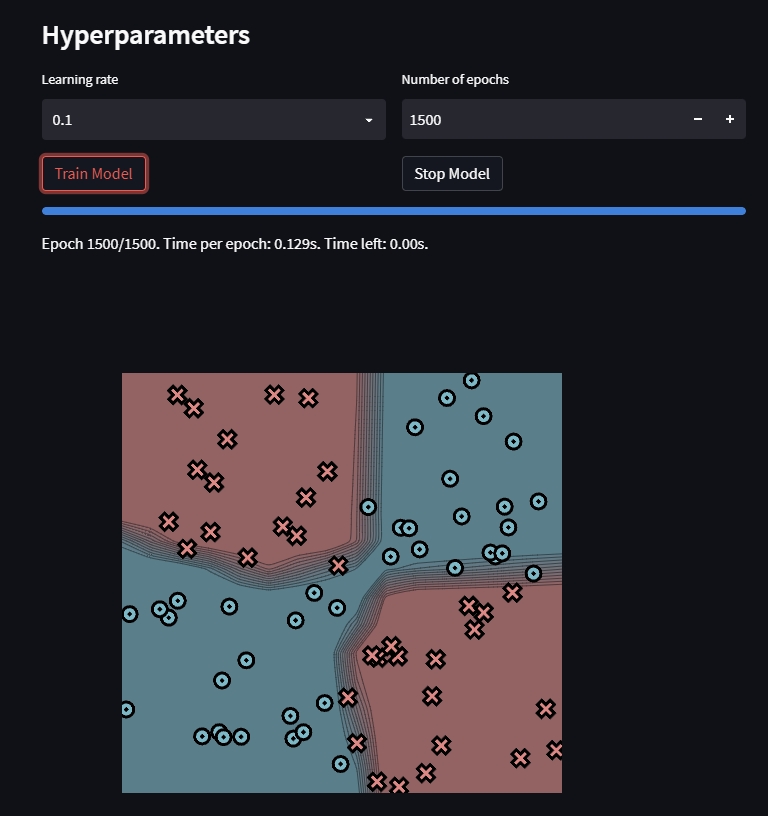 Hyperparameters
Learning rate
Number of epochs
0.1
1500
Train Model
Stop Model
Epoch 1500/1500. Time per epoch: 0.129s. Time left: 0.00s.